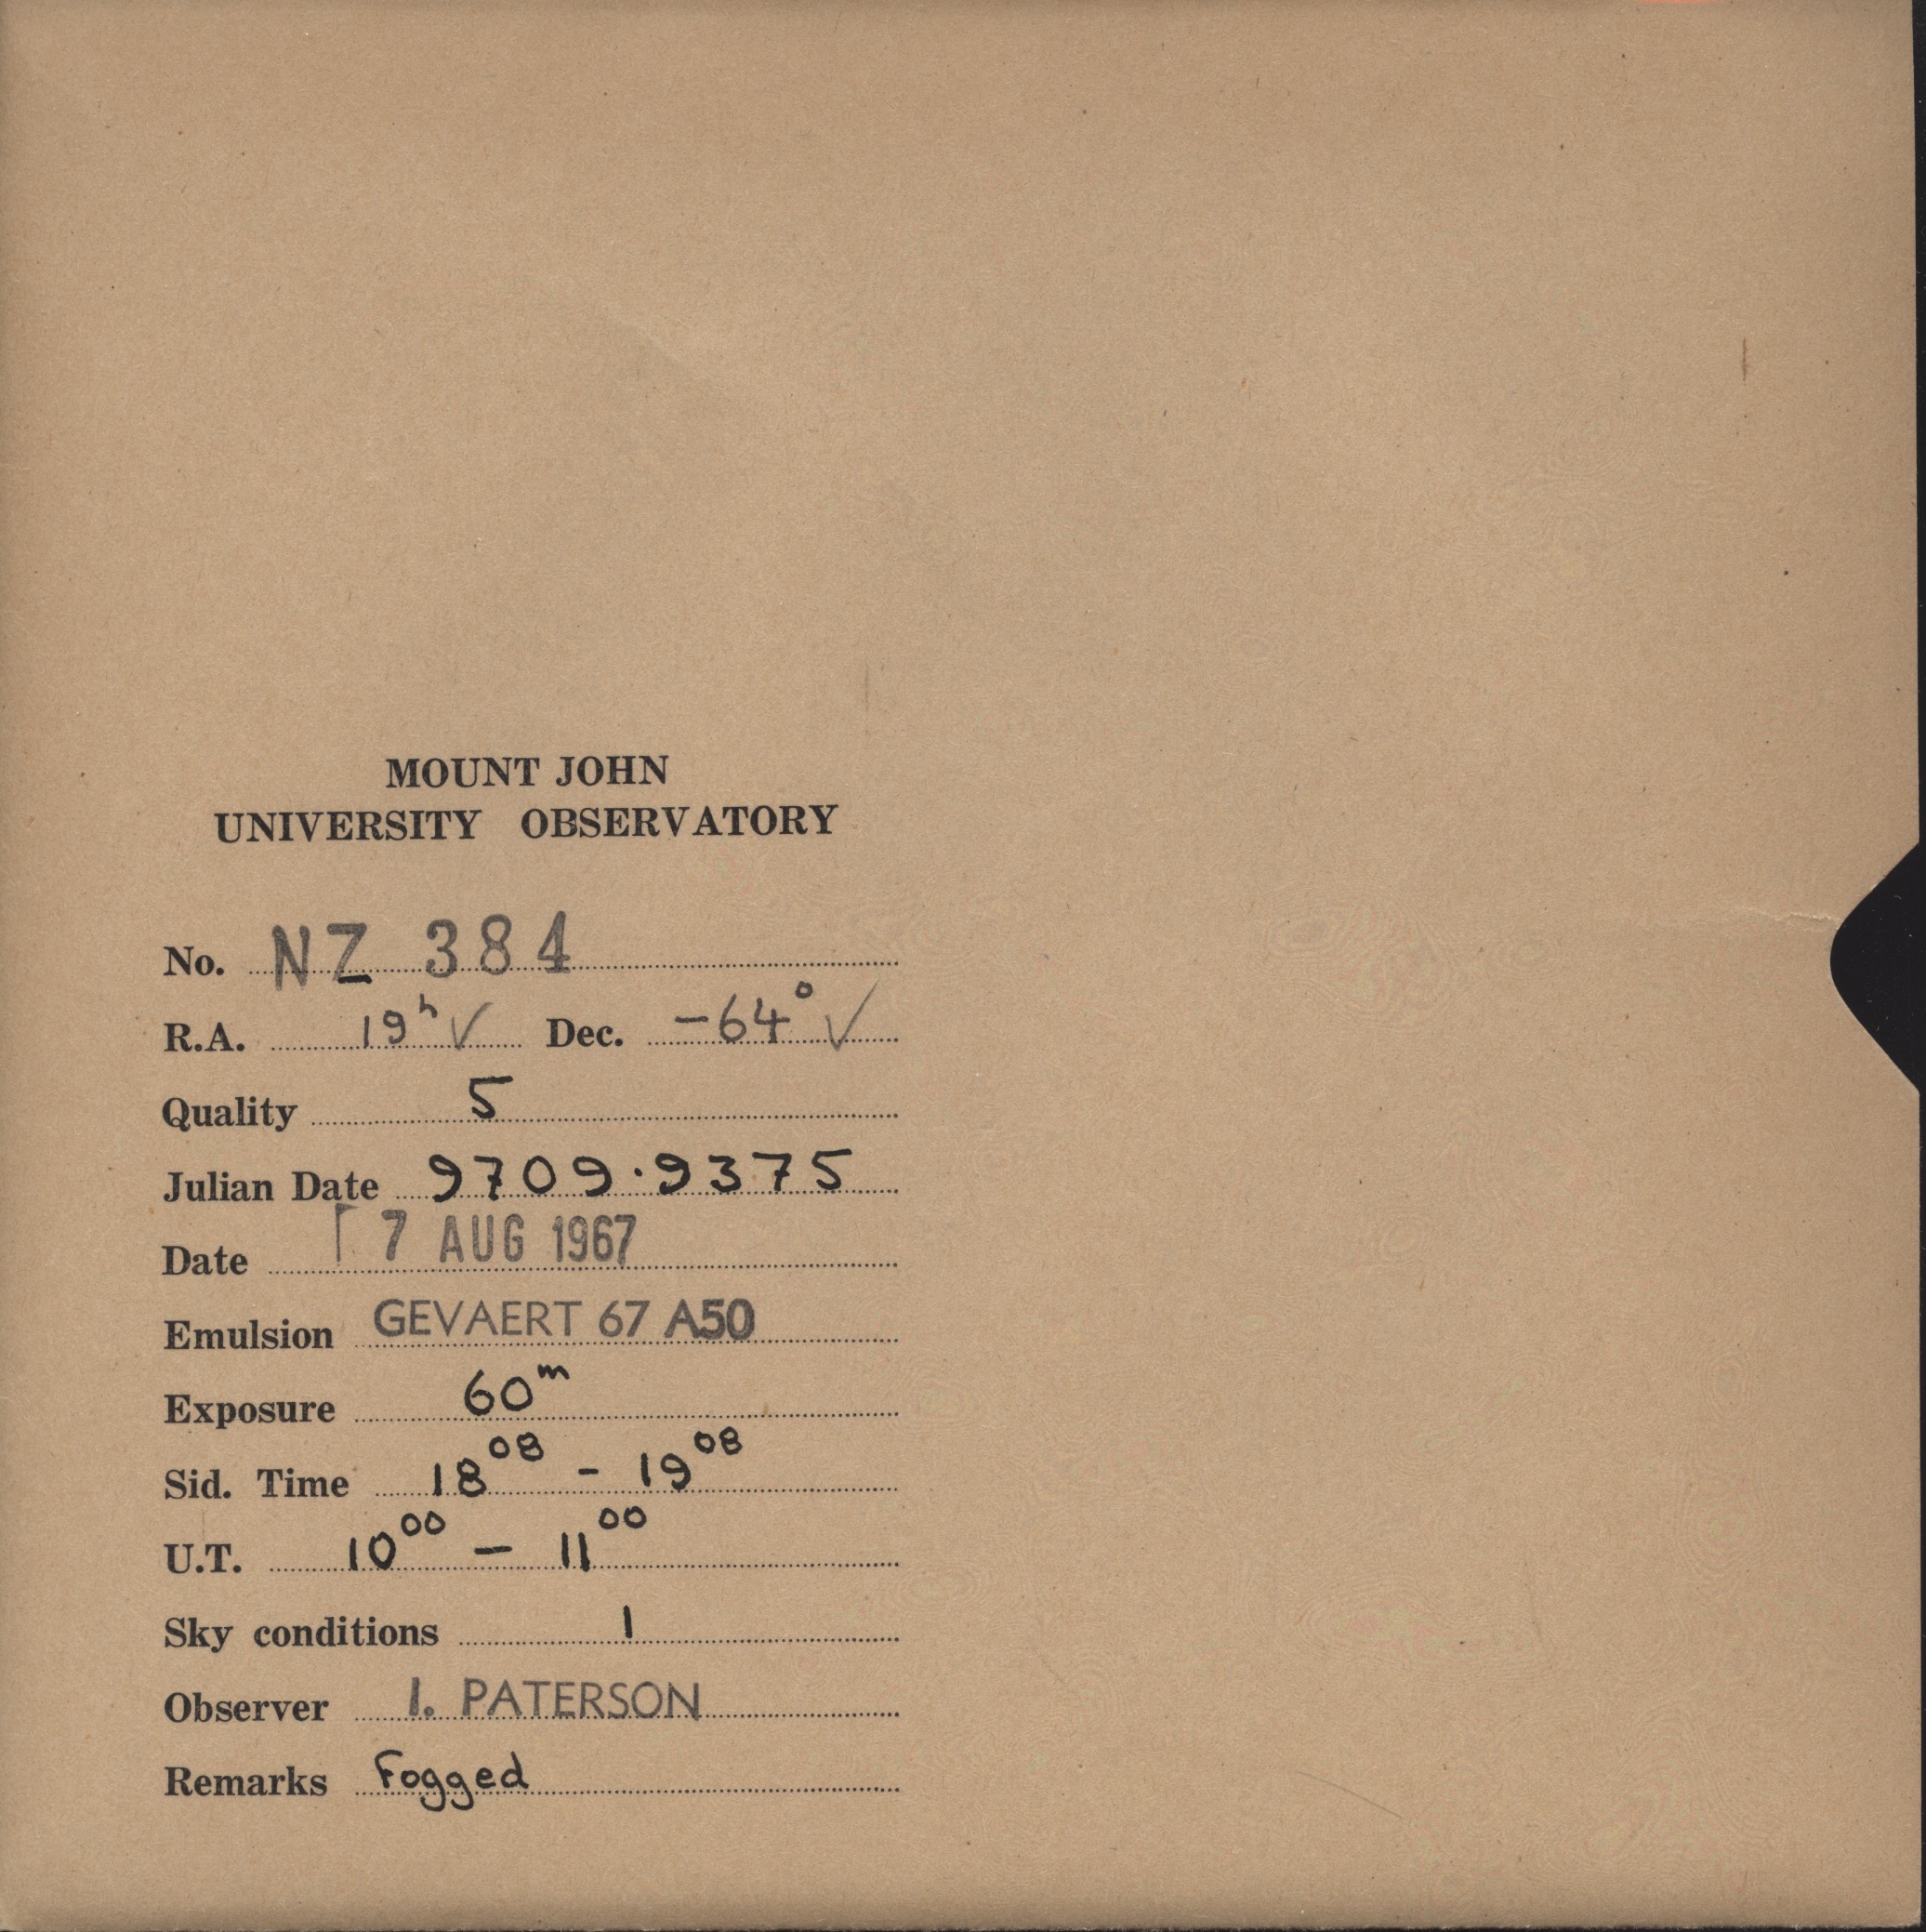 MOUNT JOHN
UNIVERSITY OBSERVATORY
No. NZ 384
R.A. 19h ✓ Dec. -64° ✓
Quality 5
Julian Date 9709.9375
Date 7 AUG 1967
Emulsion GEVAERT 67 A50
Exposure 60m
Sid. Time 18 08 - 19 08
U.T. 10 00 - 11 00
Sky conditions 1
Observer I. PATERSON
Remarks Fogged